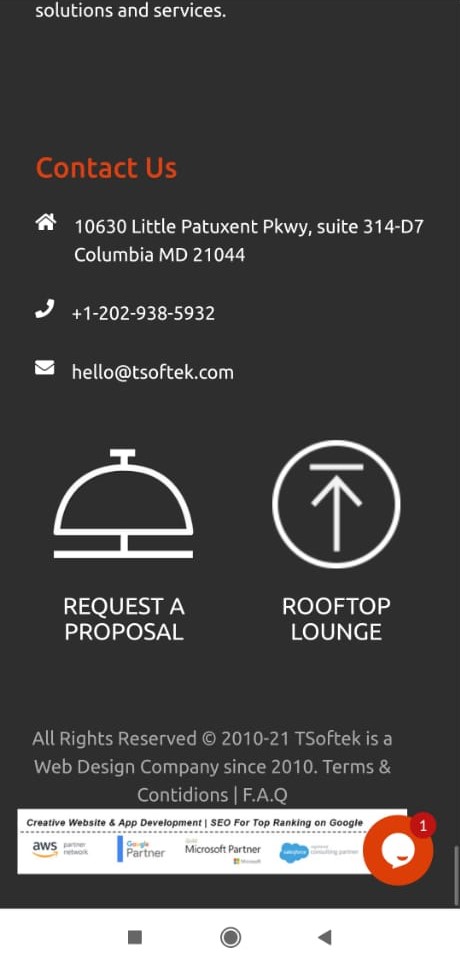 solutions and services.
Contact Us
10630 Little Patuxent Pkwy, suite 314-D7
Columbia MD 21044
+1-202-938-5932
hello@tsoftek.com
REQUEST A
PROPOSAL
ROOFTOP
LOUNGE
All Rights Reserved © 2010-21 TSoftek is a
Web Design Company since 2010. Terms &
Contidions | F.A.Q
Creative Website & App Development | SEO For Top Ranking on Google
1
aws partner network
Google Partner
Microsoft Partner
Microsoft
salesforce
consulting partner